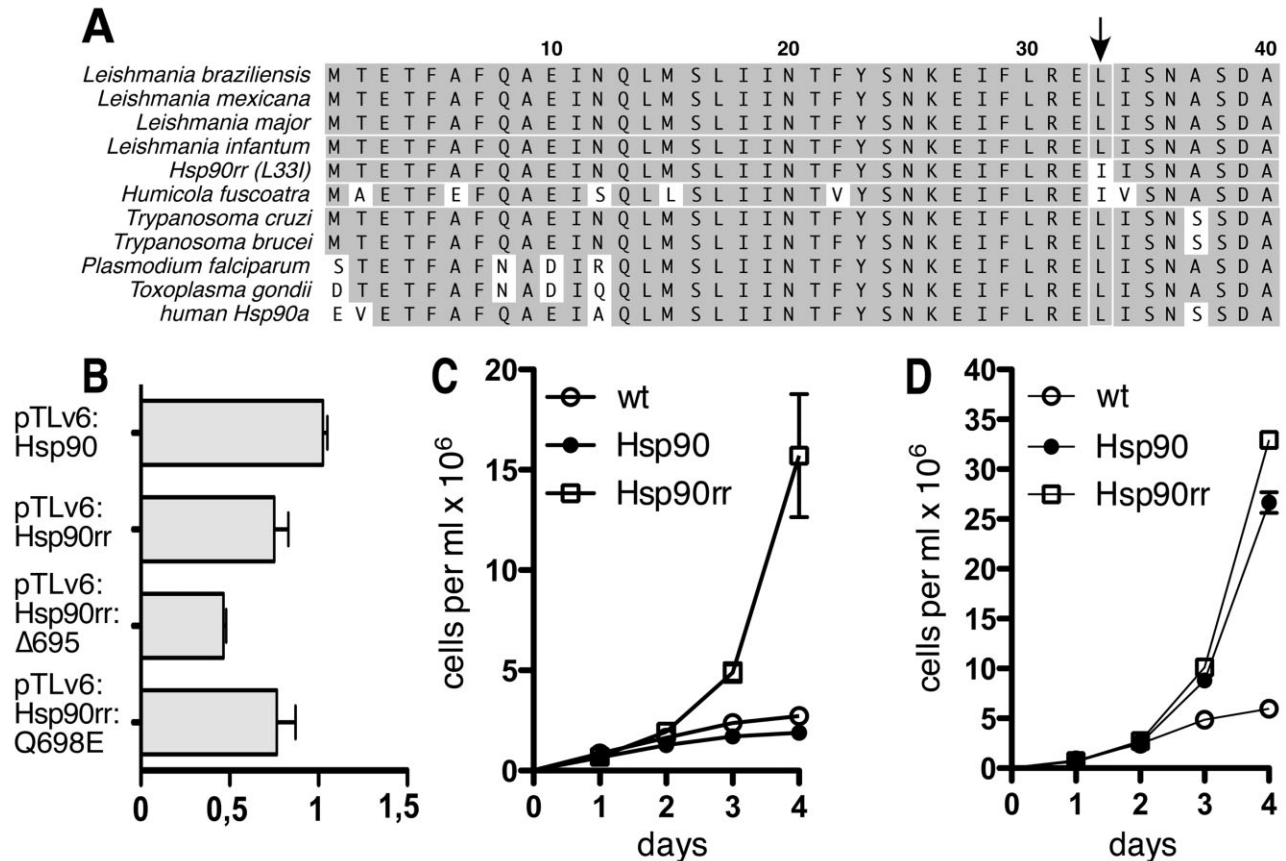 A
10 20 30 40
Leishmania braziliensis M T E T F A F Q A E I N Q L M S L I I N T F Y S N K E I F L R E L I S N A S D A
Leishmania mexicana M T E T F A F Q A E I N Q L M S L I I N T F Y S N K E I F L R E L I S N A S D A
Leishmania major M T E T F A F Q A E I N Q L M S L I I N T F Y S N K E I F L R E L I S N A S D A
Leishmania infantum M T E T F A F Q A E I N Q L M S L I I N T F Y S N K E I F L R E L I S N A S D A
Hsp90rr (L33I) M T E T F A F Q A E I N Q L M S L I I N T F Y S N K E I F L R E I I S N A S D A
Humicola fuscoatra M A E T F E F Q A E I S Q L L S L I I N T V Y S N K E I F L R E I V S N A S D A
Trypanosoma cruzi M T E T F A F Q A E I N Q L M S L I I N T F Y S N K E I F L R E L I S N S S D A
Trypanosoma brucei M T E T F A F Q A E I N Q L M S L I I N T F Y S N K E I F L R E L I S N S S D A
Plasmodium falciparum S T E T F A F N A D I R Q L M S L I I N T F Y S N K E I F L R E L I S N A S D A
Toxoplasma gondii D T E T F A F N A D I Q Q L M S L I I N T F Y S N K E I F L R E L I S N A S D A
human Hsp90a E V E T F A F Q A E I A Q L M S L I I N T F Y S N K E I F L R E L I S N S S D A
B
pTLv6:
Hsp90
pTLv6:
Hsp90rr
pTLv6:
Hsp90rr:
Δ695
pTLv6:
Hsp90rr:
Q698E
0 0,5 1 1,5
C
cells per ml x 10⁶
20
15
10
5
0
wt
Hsp90
Hsp90rr
0 1 2 3 4
days
D
cells per ml x 10⁶
40
35
30
25
20
15
10
5
0
wt
Hsp90
Hsp90rr
0 1 2 3 4
days